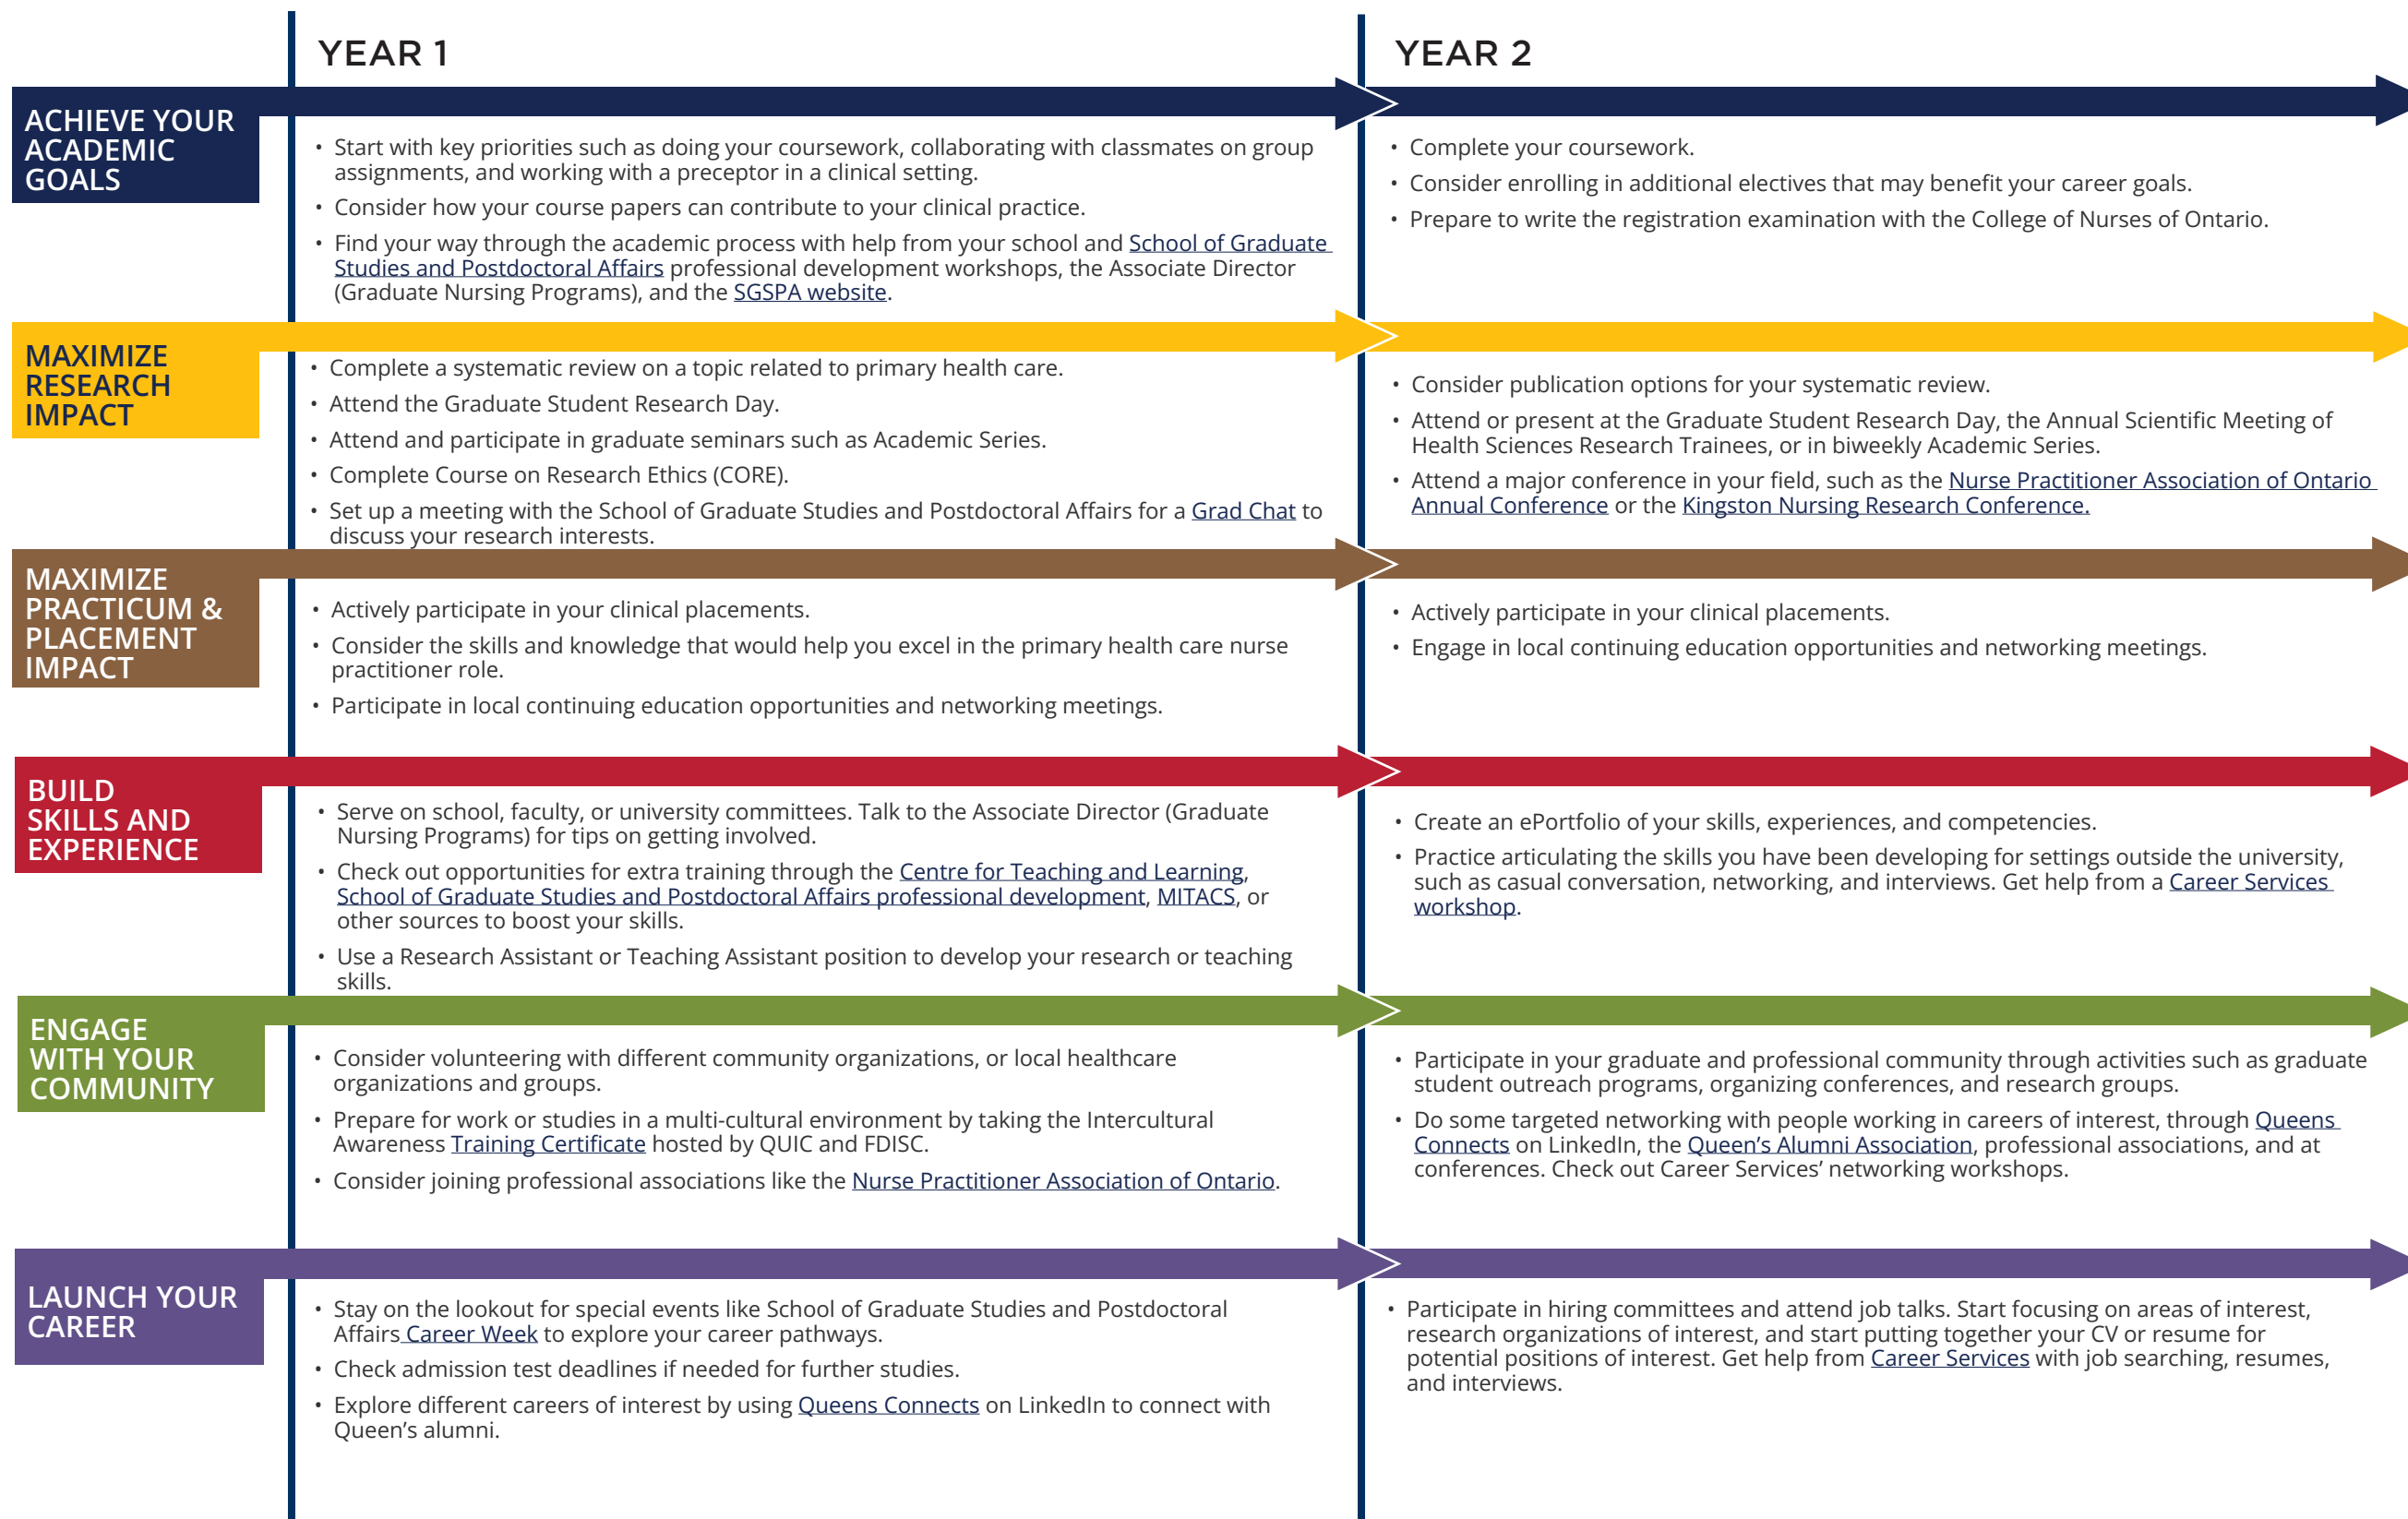 YEAR 1
YEAR 2
ACHIEVE YOUR
ACADEMIC
GOALS
• Start with key priorities such as doing your coursework, collaborating with classmates on group
assignments, and working with a preceptor in a clinical setting.
• Consider how your course papers can contribute to your clinical practice.
• Find your way through the academic process with help from your school and School of Graduate
Studies and Postdoctoral Affairs professional development workshops, the Associate Director
(Graduate Nursing Programs), and the SGSPA website.
• Complete your coursework.
• Consider enrolling in additional electives that may benefit your career goals.
• Prepare to write the registration examination with the College of Nurses of Ontario.
MAXIMIZE
RESEARCH
IMPACT
• Complete a systematic review on a topic related to primary health care.
• Attend the Graduate Student Research Day.
• Attend and participate in graduate seminars such as Academic Series.
• Complete Course on Research Ethics (CORE).
• Set up a meeting with the School of Graduate Studies and Postdoctoral Affairs for a Grad Chat to
discuss your research interests.
• Consider publication options for your systematic review.
• Attend or present at the Graduate Student Research Day, the Annual Scientific Meeting of
Health Sciences Research Trainees, or in biweekly Academic Series.
• Attend a major conference in your field, such as the Nurse Practitioner Association of Ontario
Annual Conference or the Kingston Nursing Research Conference.
MAXIMIZE
PRACTICUM &
PLACEMENT
IMPACT
• Actively participate in your clinical placements.
• Consider the skills and knowledge that would help you excel in the primary health care nurse
practitioner role.
• Participate in local continuing education opportunities and networking meetings.
• Actively participate in your clinical placements.
• Engage in local continuing education opportunities and networking meetings.
BUILD
SKILLS AND
EXPERIENCE
• Serve on school, faculty, or university committees. Talk to the Associate Director (Graduate
Nursing Programs) for tips on getting involved.
• Check out opportunities for extra training through the Centre for Teaching and Learning,
School of Graduate Studies and Postdoctoral Affairs professional development, MITACS, or
other sources to boost your skills.
• Use a Research Assistant or Teaching Assistant position to develop your research or teaching
skills.
• Create an ePortfolio of your skills, experiences, and competencies.
• Practice articulating the skills you have been developing for settings outside the university,
such as casual conversation, networking, and interviews. Get help from a Career Services
workshop.
ENGAGE
WITH YOUR
COMMUNITY
• Consider volunteering with different community organizations, or local healthcare
organizations and groups.
• Prepare for work or studies in a multi-cultural environment by taking the Intercultural
Awareness Training Certificate hosted by QUIC and FDISC.
• Consider joining professional associations like the Nurse Practitioner Association of Ontario.
• Participate in your graduate and professional community through activities such as graduate
student outreach programs, organizing conferences, and research groups.
• Do some targeted networking with people working in careers of interest, through Queens
Connects on LinkedIn, the Queen’s Alumni Association, professional associations, and at
conferences. Check out Career Services’ networking workshops.
LAUNCH YOUR
CAREER
• Stay on the lookout for special events like School of Graduate Studies and Postdoctoral
Affairs Career Week to explore your career pathways.
• Check admission test deadlines if needed for further studies.
• Explore different careers of interest by using Queens Connects on LinkedIn to connect with
Queen’s alumni.
• Participate in hiring committees and attend job talks. Start focusing on areas of interest,
research organizations of interest, and start putting together your CV or resume for
potential positions of interest. Get help from Career Services with job searching, resumes,
and interviews.